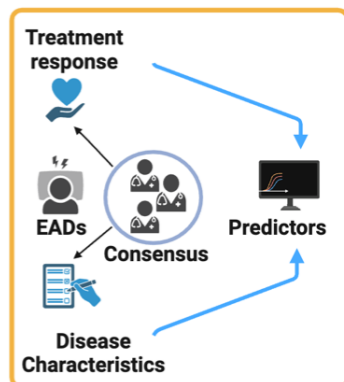 Treatment
response
EADs
Consensus
Predictors
Disease
Characteristics